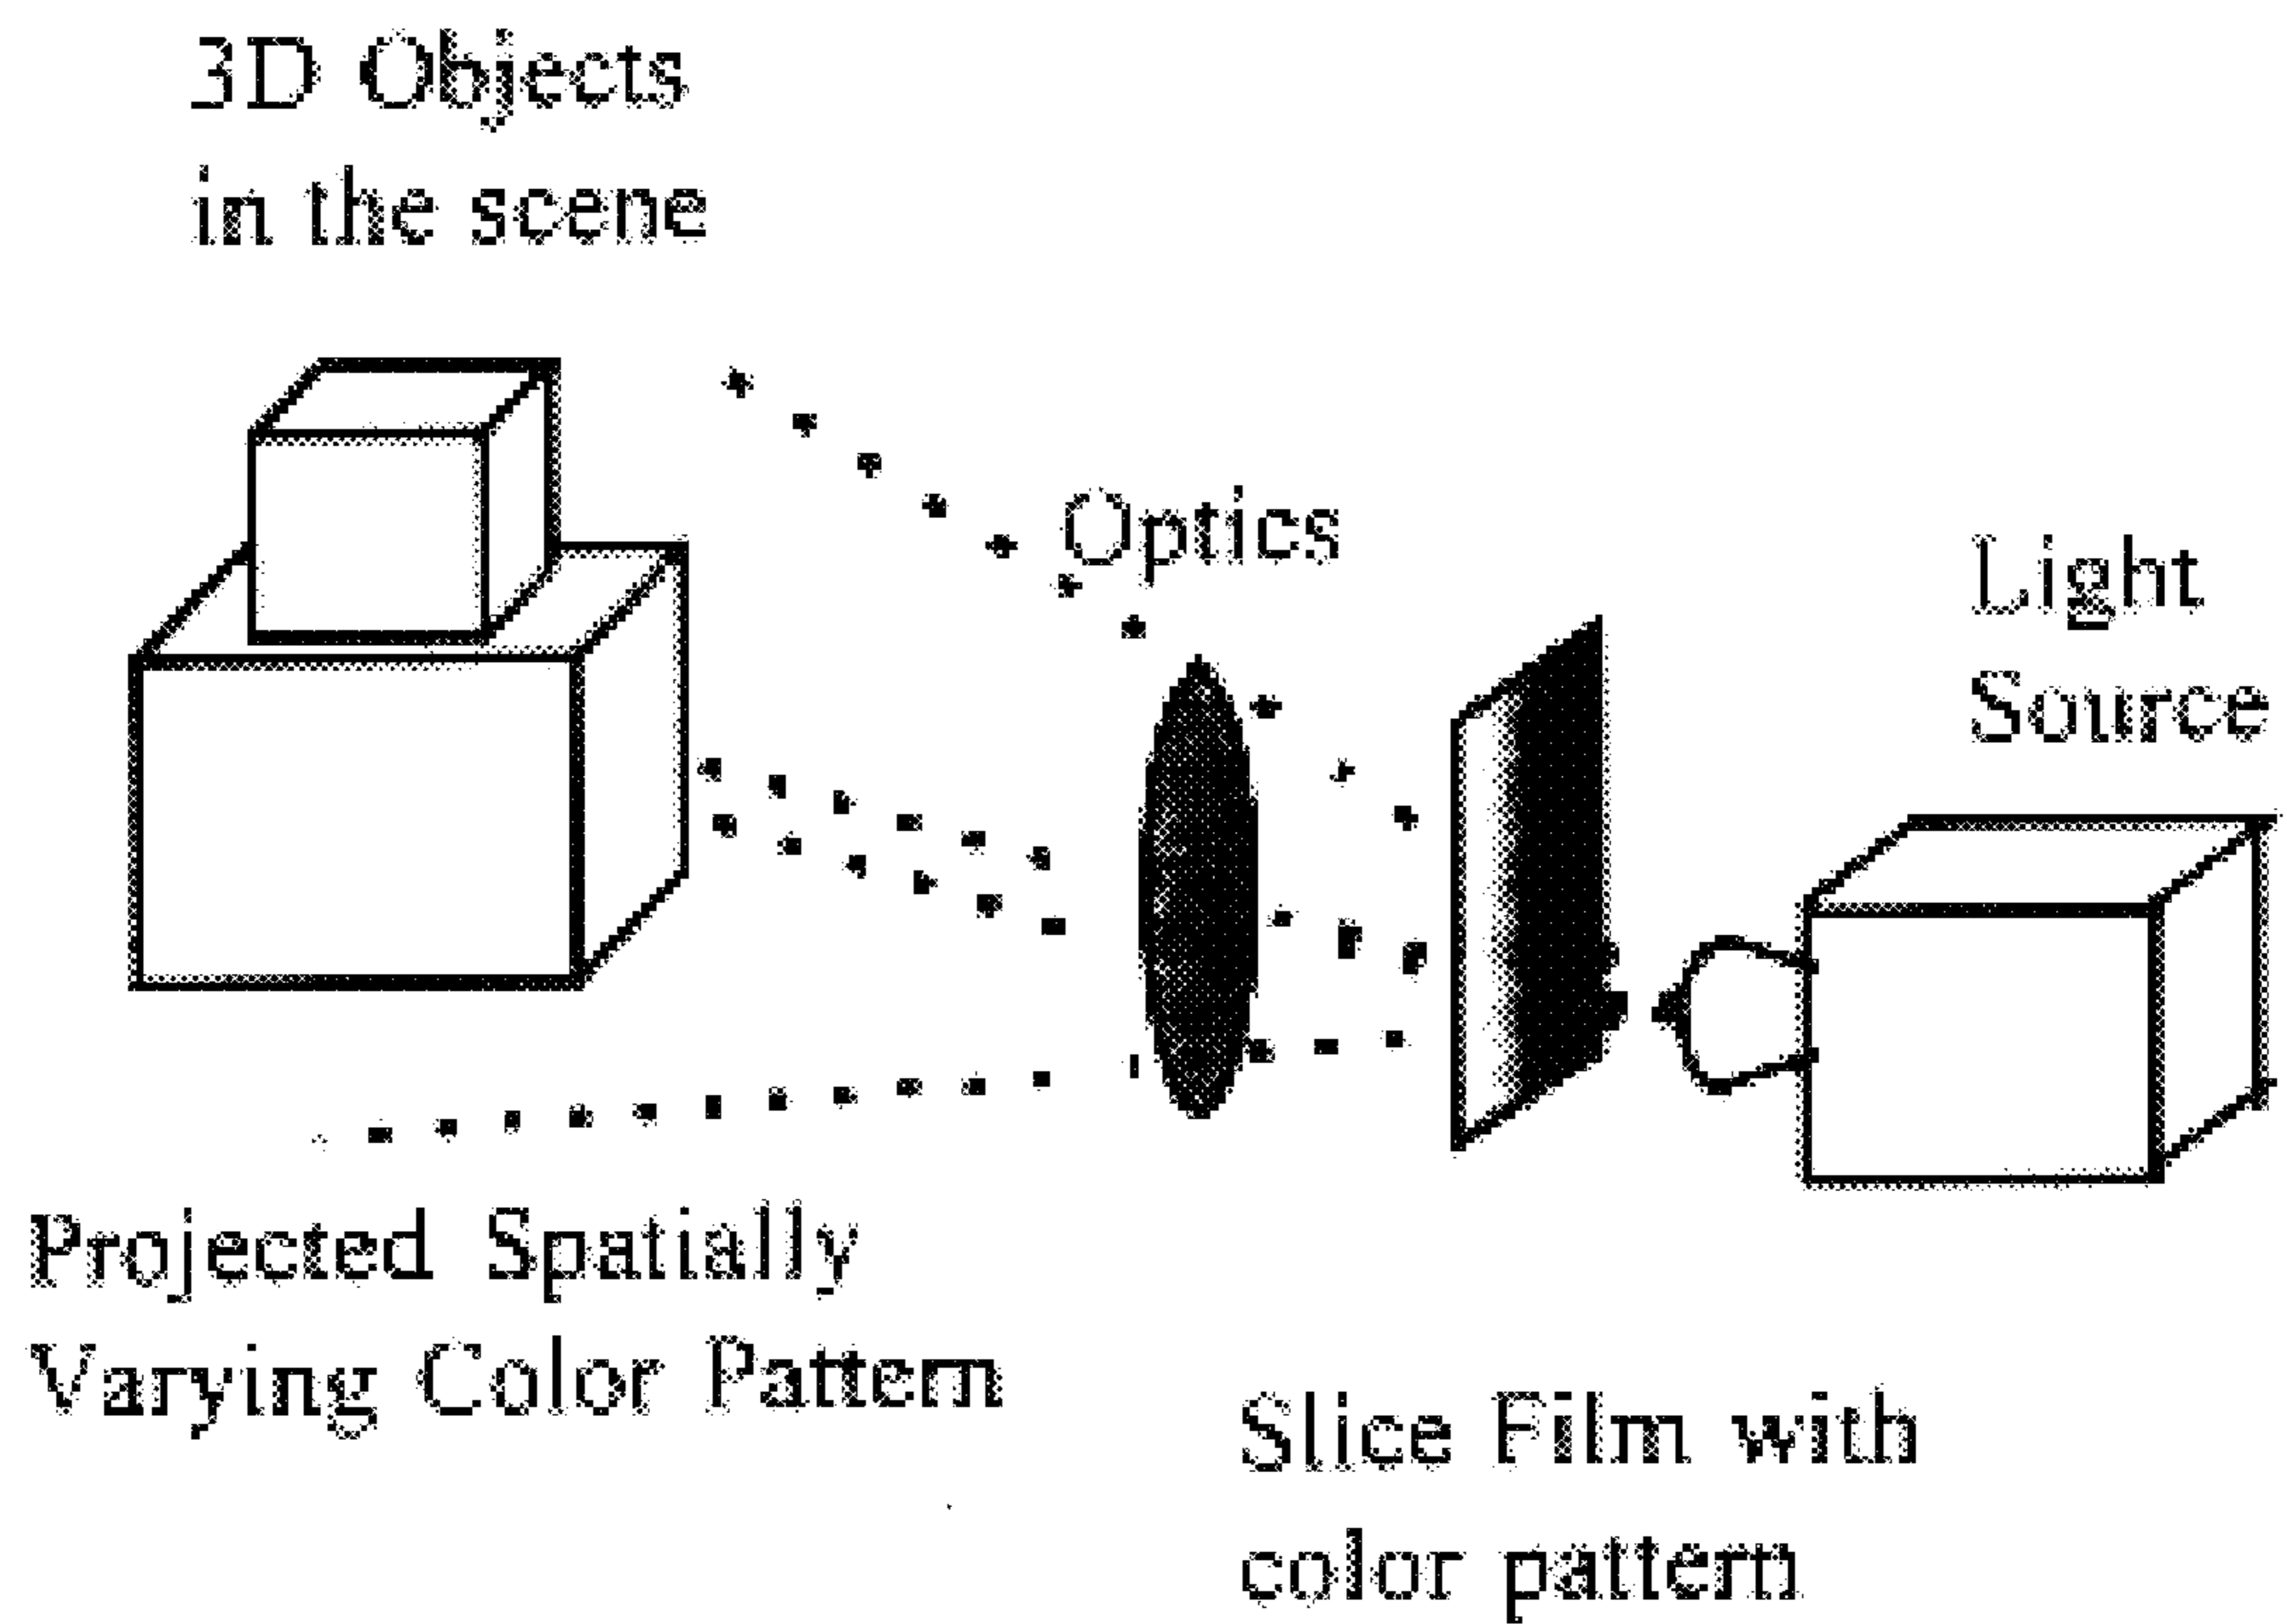 3D Objects
in the scene
Optics
Light
Source
Projected Spatially
Varying Color Pattern
Slice Film with
color pattern